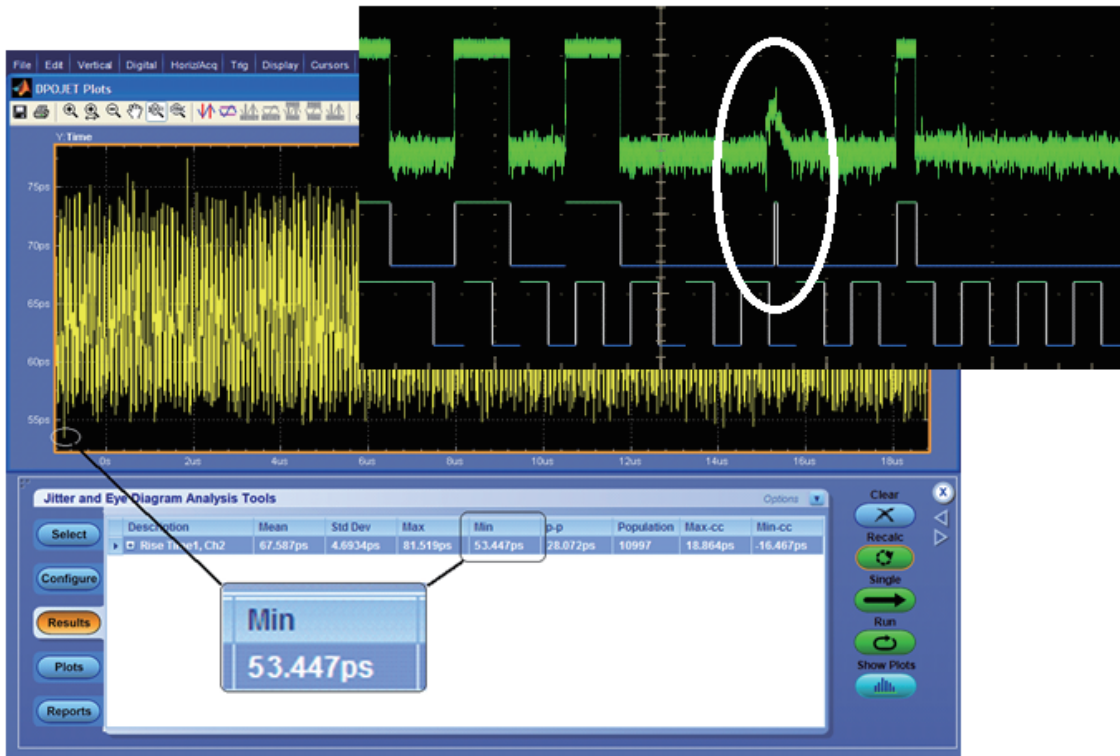 File Edit Vertical Digital Horiz/Acq Trig Display Cursors
DPOJET Plots
Y:Time
75ps
70ps
65ps
60ps
55ps
0s 2us 4us 6us 8us 10us 12us 14us 16us 18us
Jitter and Eye Diagram Analysis Tools Options
Clear
X
Select
Description Mean Std Dev Max Min p-p Population Max-cc Min-cc
Rise Time1, Ch2 67.587ps 4.6934ps 81.519ps 53.447ps 28.072ps 10997 18.864ps -16.467ps
Recalc
Configure
Single
Min
53.447ps
Results
Run
Plots
Show Plots
Reports